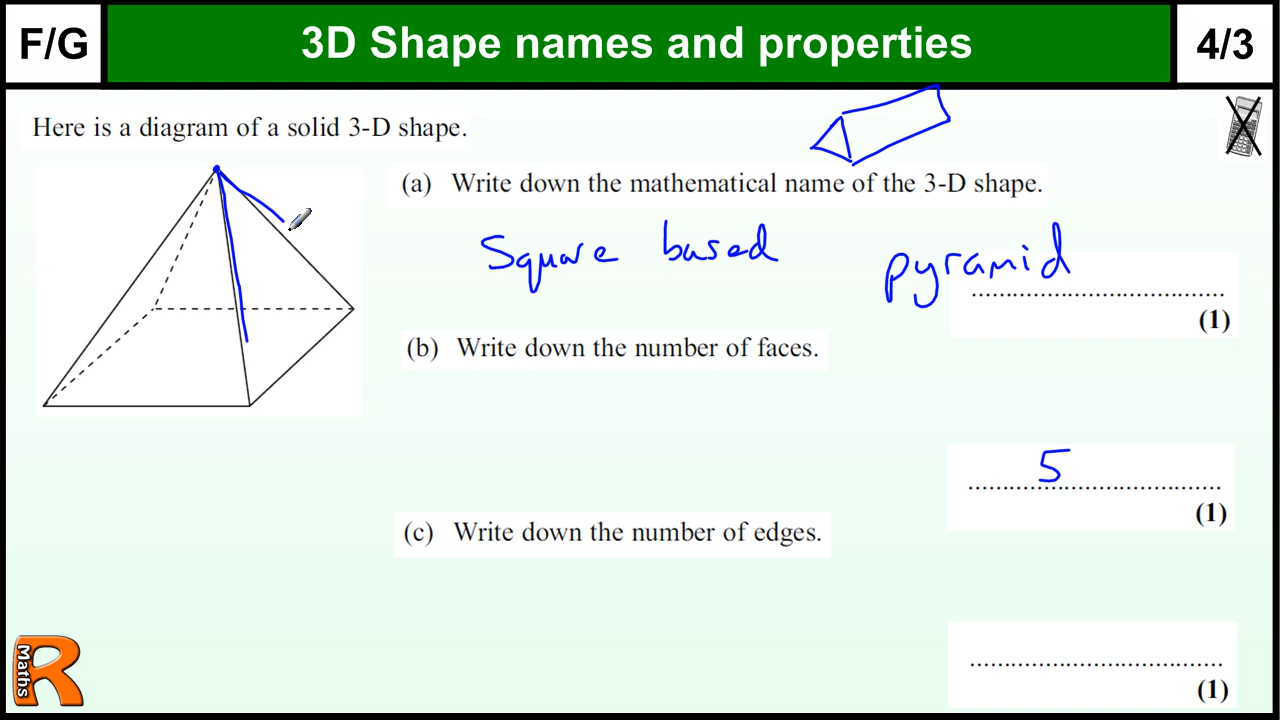 F/G
3D Shape names and properties
4/3
Here is a diagram of a solid 3-D shape.
(a) Write down the mathematical name of the 3-D shape.
Square based pyramid
..........................................
(1)
(b) Write down the number of faces.
5
..........................................
(1)
(c) Write down the number of edges.
..........................................
(1)
R
Maths